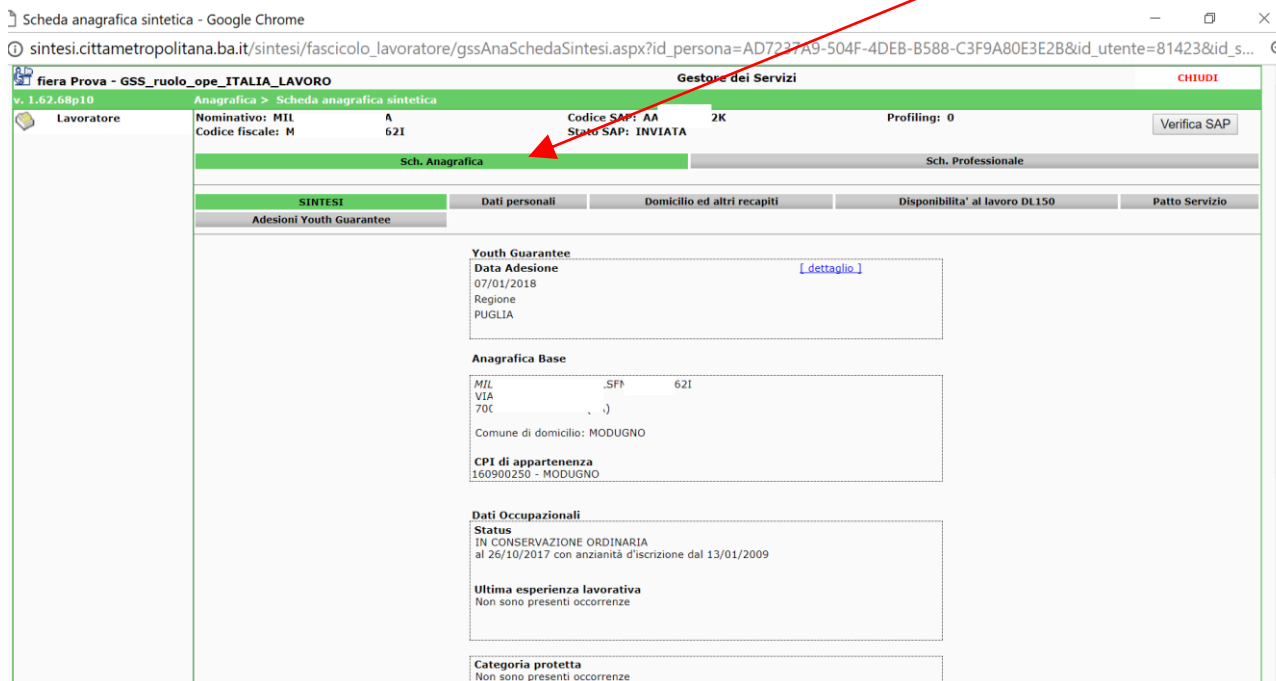 Scheda anagrafica sintetica - Google Chrome
sintesi.cittametropolitana.ba.it/sintesi/fascicolo_lavoratore/gssAnaSchedaSintesi.aspx?id_persona=AD7237A9-504F-4DEB-B588-C3F9A80E3E2B&id_utente=81423&id_s...
fiera Prova - GSS_ruolo_ope_ITALIA_LAVORO Gestore dei Servizi CHIUDI
v. 1.62.68p10 Anagrafica > Scheda anagrafica sintetica
Lavoratore Nominativo: MIL A Codice SAP: AA 2K Profiling: 0 Verifica SAP
Codice fiscale: M 62I Stato SAP: INVIATA
Sch. Anagrafica Sch. Professionale
SINTESI Dati personali Domicilio ed altri recapiti Disponibilita' al lavoro DL150 Patto Servizio
Adesioni Youth Guarantee
Youth Guarantee
Data Adesione [ dettaglio ]
07/01/2018
Regione
PUGLIA
Anagrafica Base
MIL 62I
VIA
Comune di domicilio: MODUGNO
CPI di appartenenza
160900250 - MODUGNO
Dati Occupazionali
Status
IN CONSERVAZIONE ORDINARIA
al 26/10/2017 con anzianità d'iscrizione dal 13/01/2009
Ultima esperienza lavorativa
Non sono presenti occorrenze
Categoria protetta
Non sono presenti occorrenze